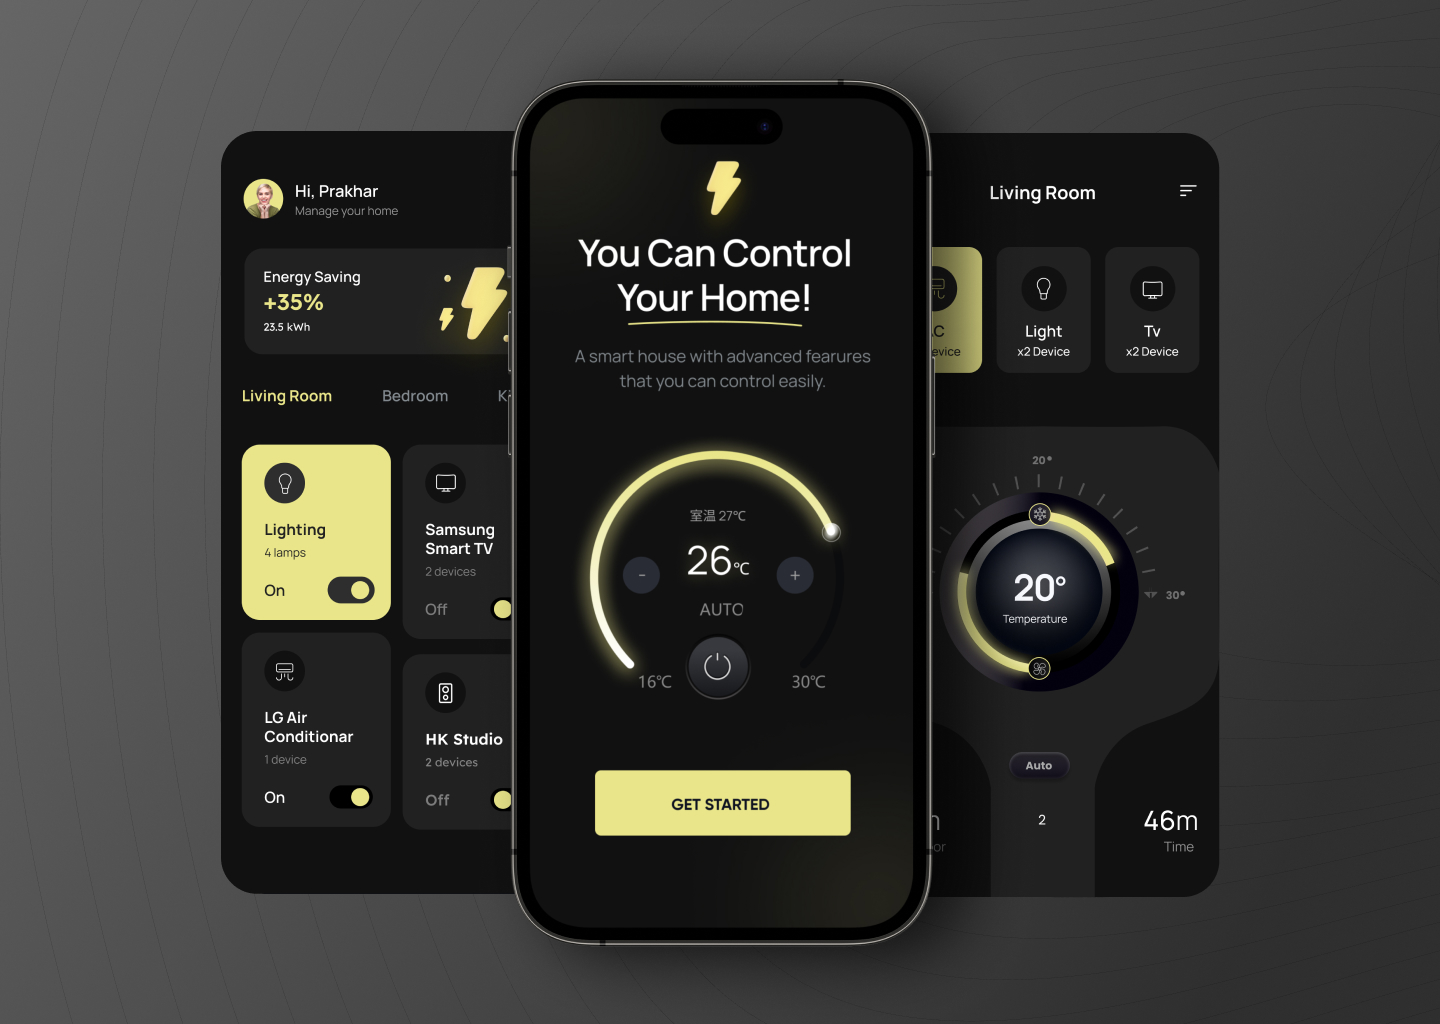 Hi, Prakhar
Manage your home
Energy Saving
+35%
23.5 kWh
Living Room
Bedroom
Lighting
4 lamps
On
Samsung
Smart TV
2 devices
Off
LG Air
Conditionar
1 device
On
HK Studio
2 devices
Off
You Can Control
Your Home!
A smart house with advanced fearures
that you can control easily.
室温 27℃
-
26℃
+
AUTO
16℃
30℃
GET STARTED
Living Room
Light
x2 Device
Tv
x2 Device
20°
20°
Temperature
30°
Auto
2
46m
Time